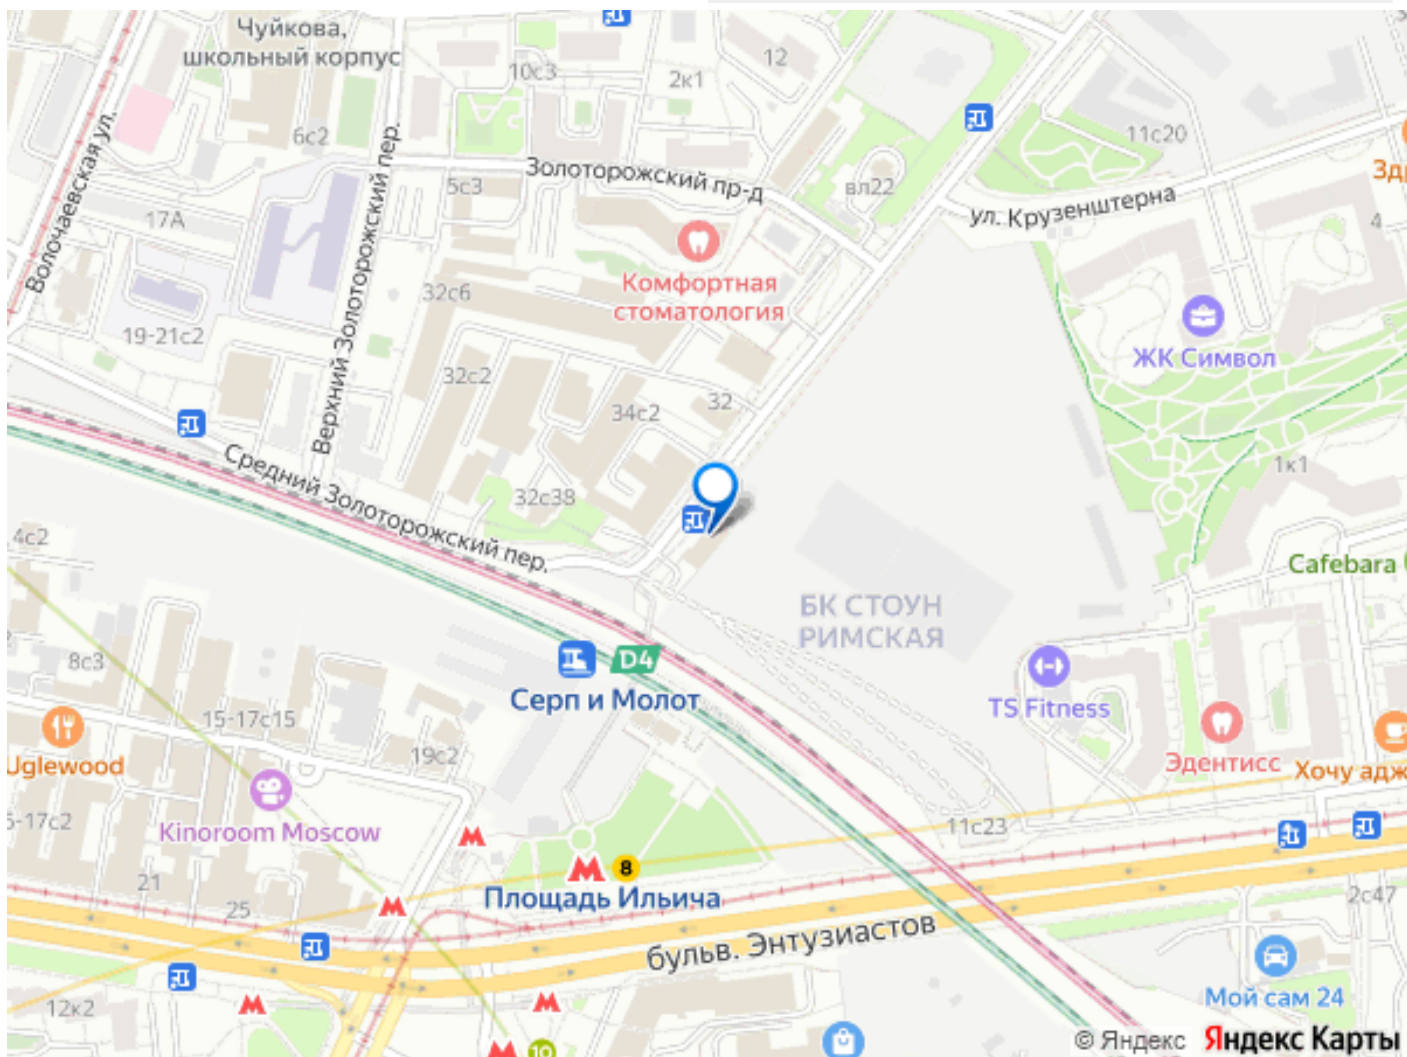 Чуйкова,
школьный корпус
10с3
2к1
12
6с2
11с20
Волочаевская ул.
Верхний Золоторожский пер.
Золоторожский пр-д
5с3
вл22
ул. Крузенштерна
4
17А
Комфортная
стоматология
32с6
19-21с2
ЖК Символ
32с2
34с2
32
Средний Золоторожский пер.
32с38
1к1
4с2
Cafebara
БК СТОУН
РИМСКАЯ
8с3
D4
Серп и Молот
TS Fitness
15-17с15
19с2
Uglewood
Эдентисс
Хочу адж
Kinoroom Moscow
11с23
21
8
Площадь Ильича
25
2с47
бульв. Энтузиастов
12к2
Мой сам 24
10
© Яндекс Яндекс Карты